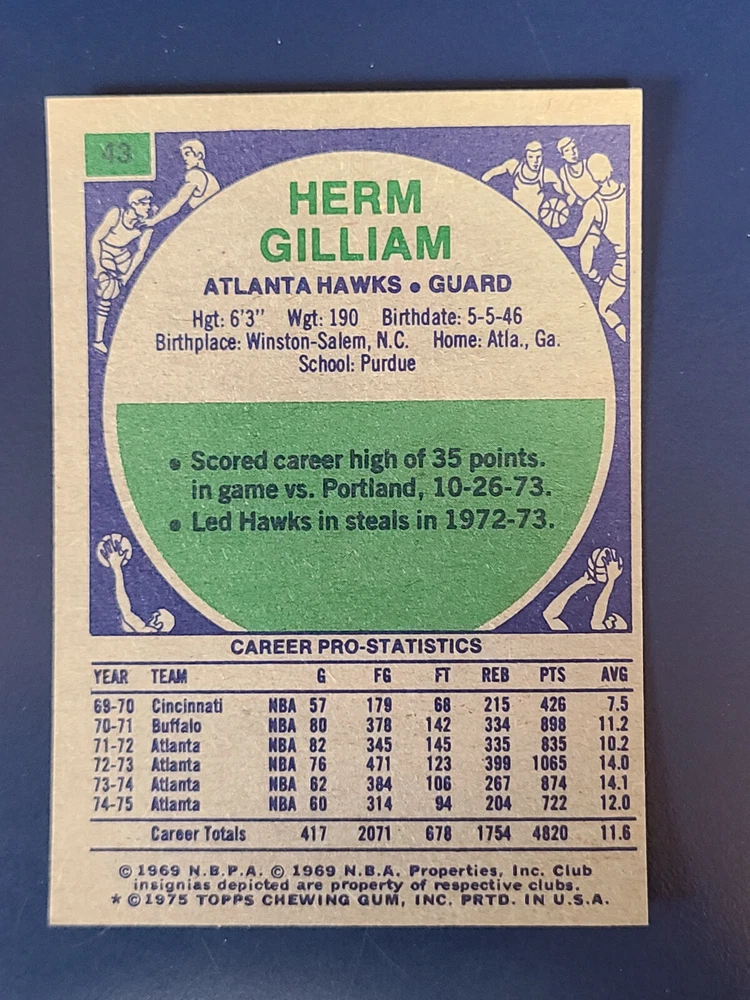 43
HERM
GILLIAM
ATLANTA HAWKS • GUARD
Hgt: 6'3" Wgt: 190 Birthdate: 5-5-46
Birthplace: Winston-Salem, N.C. Home: Atla., Ga.
School: Purdue
• Scored career high of 35 points.
in game vs. Portland, 10-26-73.
• Led Hawks in steals in 1972-73.
CAREER PRO-STATISTICS
YEAR TEAM G FG FT REB PTS AVG
69-70 Cincinnati NBA 57 179 68 215 426 7.5
70-71 Buffalo NBA 80 378 142 334 898 11.2
71-72 Atlanta NBA 82 345 145 335 835 10.2
72-73 Atlanta NBA 76 471 123 399 1065 14.0
73-74 Atlanta NBA 62 384 106 267 874 14.1
74-75 Atlanta NBA 60 314 94 204 722 12.0
Career Totals 417 2071 678 1754 4820 11.6
© 1969 N.B.P.A. © 1969 N.B.A. Properties, Inc. Club
insignias depicted are property of respective clubs.
* © 1975 TOPPS CHEWING GUM, INC. PRTD. IN U.S.A.